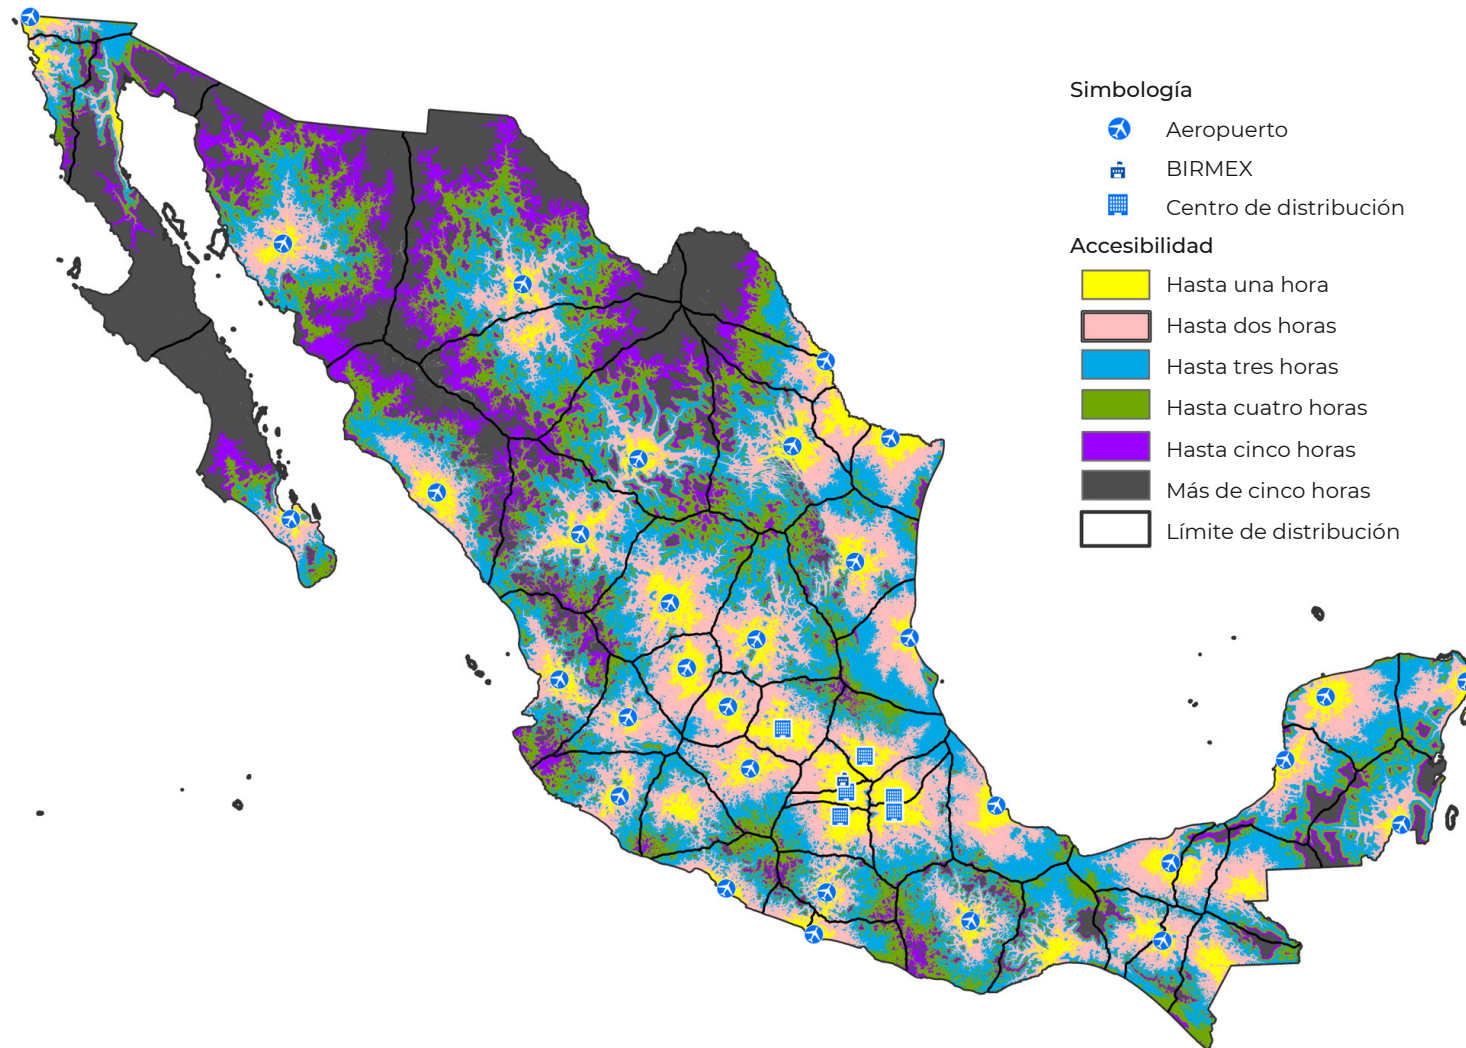 Simbología
Aeropuerto
BIRMEX
Centro de distribución
Accesibilidad
Hasta una hora
Hasta dos horas
Hasta tres horas
Hasta cuatro horas
Hasta cinco horas
Más de cinco horas
Límite de distribución